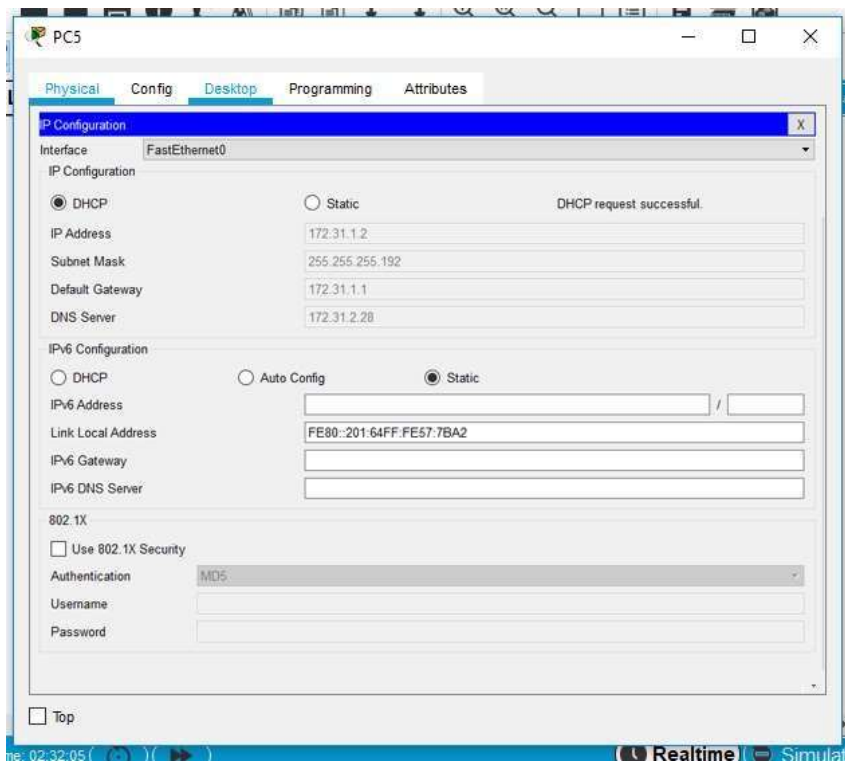 PC5
Physical Config Desktop Programming Attributes
IP Configuration X
Interface FastEthernet0
IP Configuration
DHCP Static DHCP request successful.
IP Address 172.31.1.2
Subnet Mask 255.255.255.192
Default Gateway 172.31.1.1
DNS Server 172.31.2.28
IPv6 Configuration
DHCP Auto Config Static
IPv6 Address /
Link Local Address FE80::201:64FF:FE57:7BA2
IPv6 Gateway
IPv6 DNS Server
802.1X
Use 802.1X Security
Authentication MD5
Username
Password
Top
02:32:05 Realtime